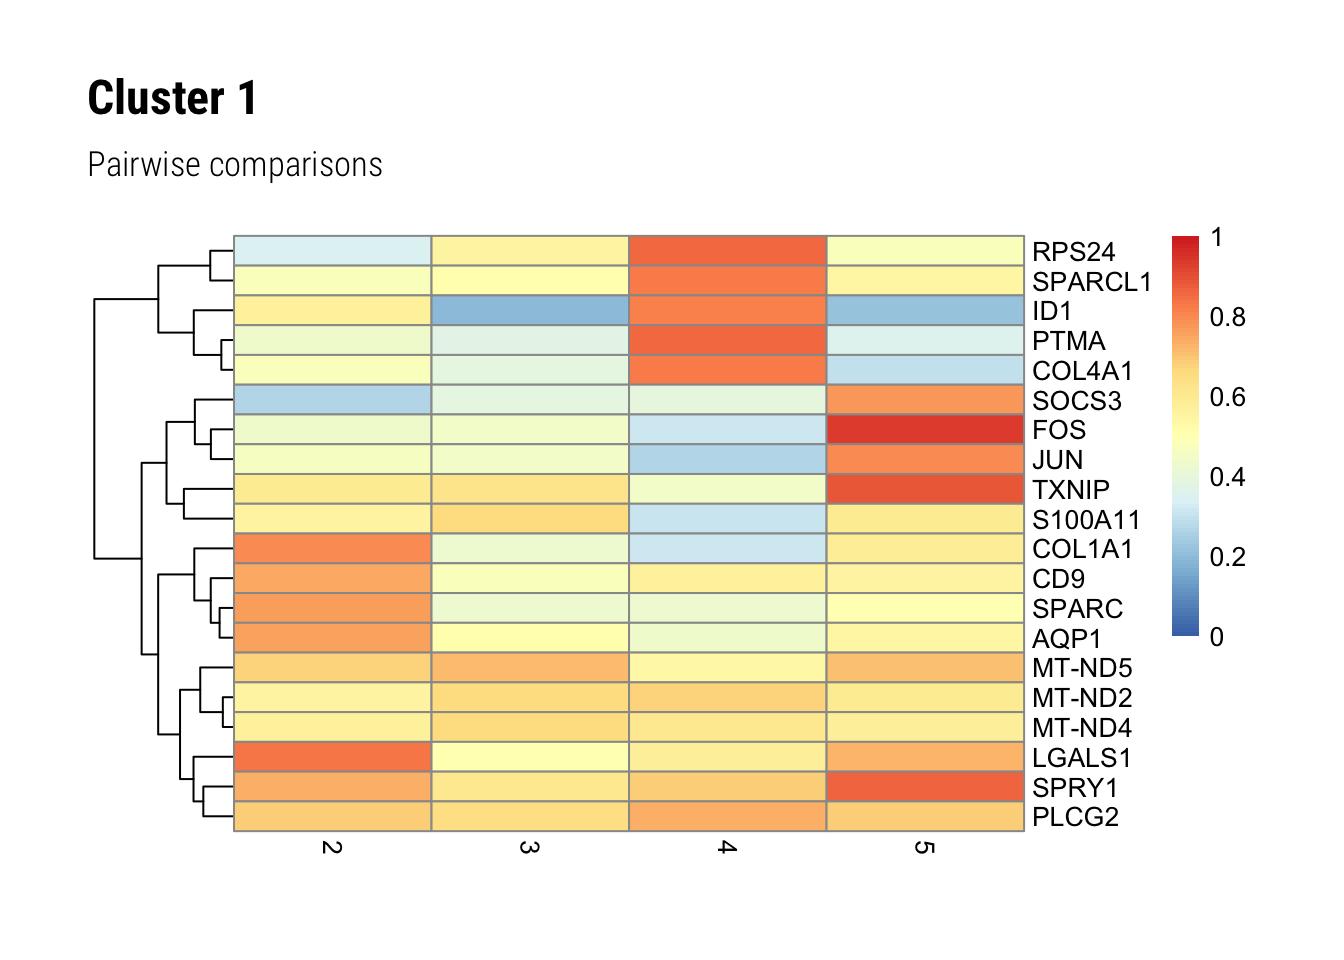 Cluster 1
Pairwise comparisons
RPS24
SPARCL1
ID1
PTMA
COL4A1
SOCS3
FOS
JUN
TXNIP
S100A11
COL1A1
CD9
SPARC
AQP1
MT-ND5
MT-ND2
MT-ND4
LGALS1
SPRY1
PLCG2
1
0.8
0.6
0.4
0.2
0
2
3
4
5